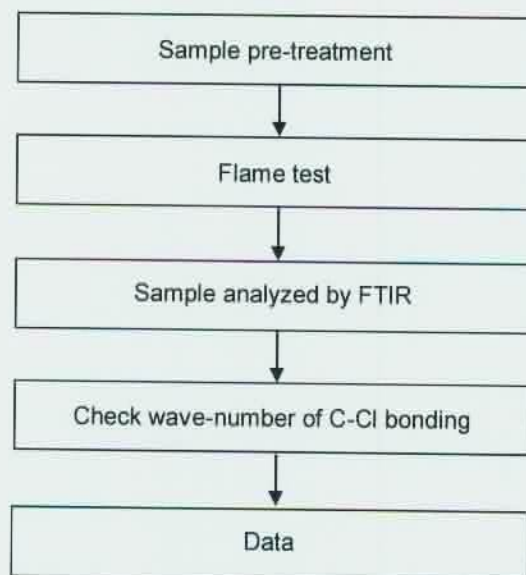 Sample pre-treatment
Flame test
Sample analyzed by FTIR
Check wave-number of C-Cl bonding
Data